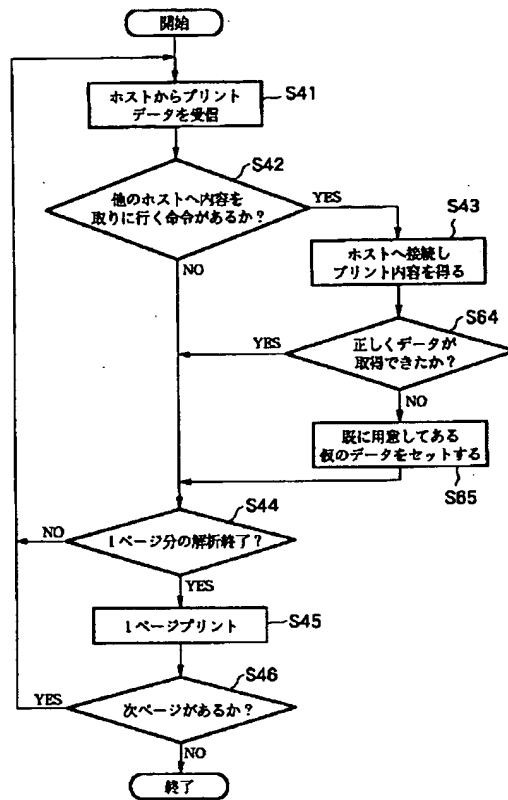 開始
ホストからプリント
データを受信
S41
S42
他のホストへ内容を
取りに行く命令があるか？
YES
NO
S43
ホストへ接続し
プリント内容を得る
S64
正しくデータが
取得できたか？
YES
NO
既に用意してある
仮のデータをセットする
S65
S44
1ページ分の解析終了？
NO
YES
1ページプリント
S45
S46
次ページがあるか？
YES
NO
終了